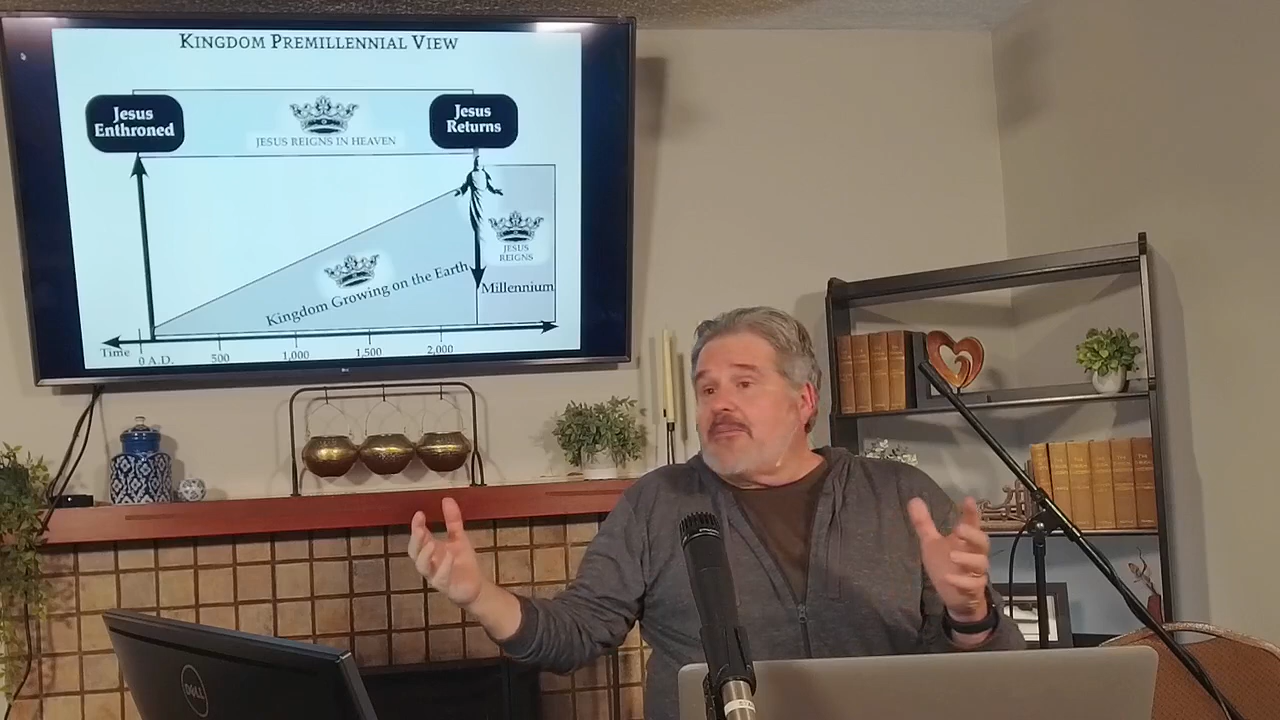 KINGDOM PREMILLENNIAL VIEW
Jesus
Enthroned
JESUS REIGNS IN HEAVEN
Jesus
Returns
JESUS
REIGNS
Kingdom Growing on the Earth
Millennium
Time
0 A.D.
500
1,000
1,500
2,000
LG
DELL